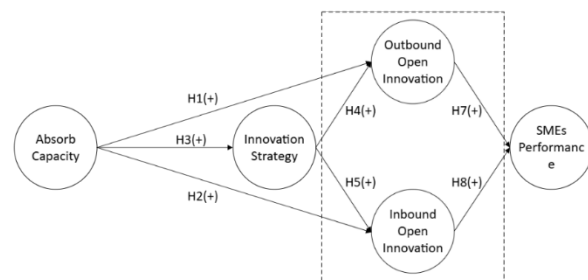 Outbound
Open
Innovation
H1(+)
H4(+)
H7(+)
Absorb
Capacity
H3(+)
Innovation
Strategy
SMEs
Performanc
e
H2(+)
H5(+)
H8(+)
Inbound
Open
Innovation